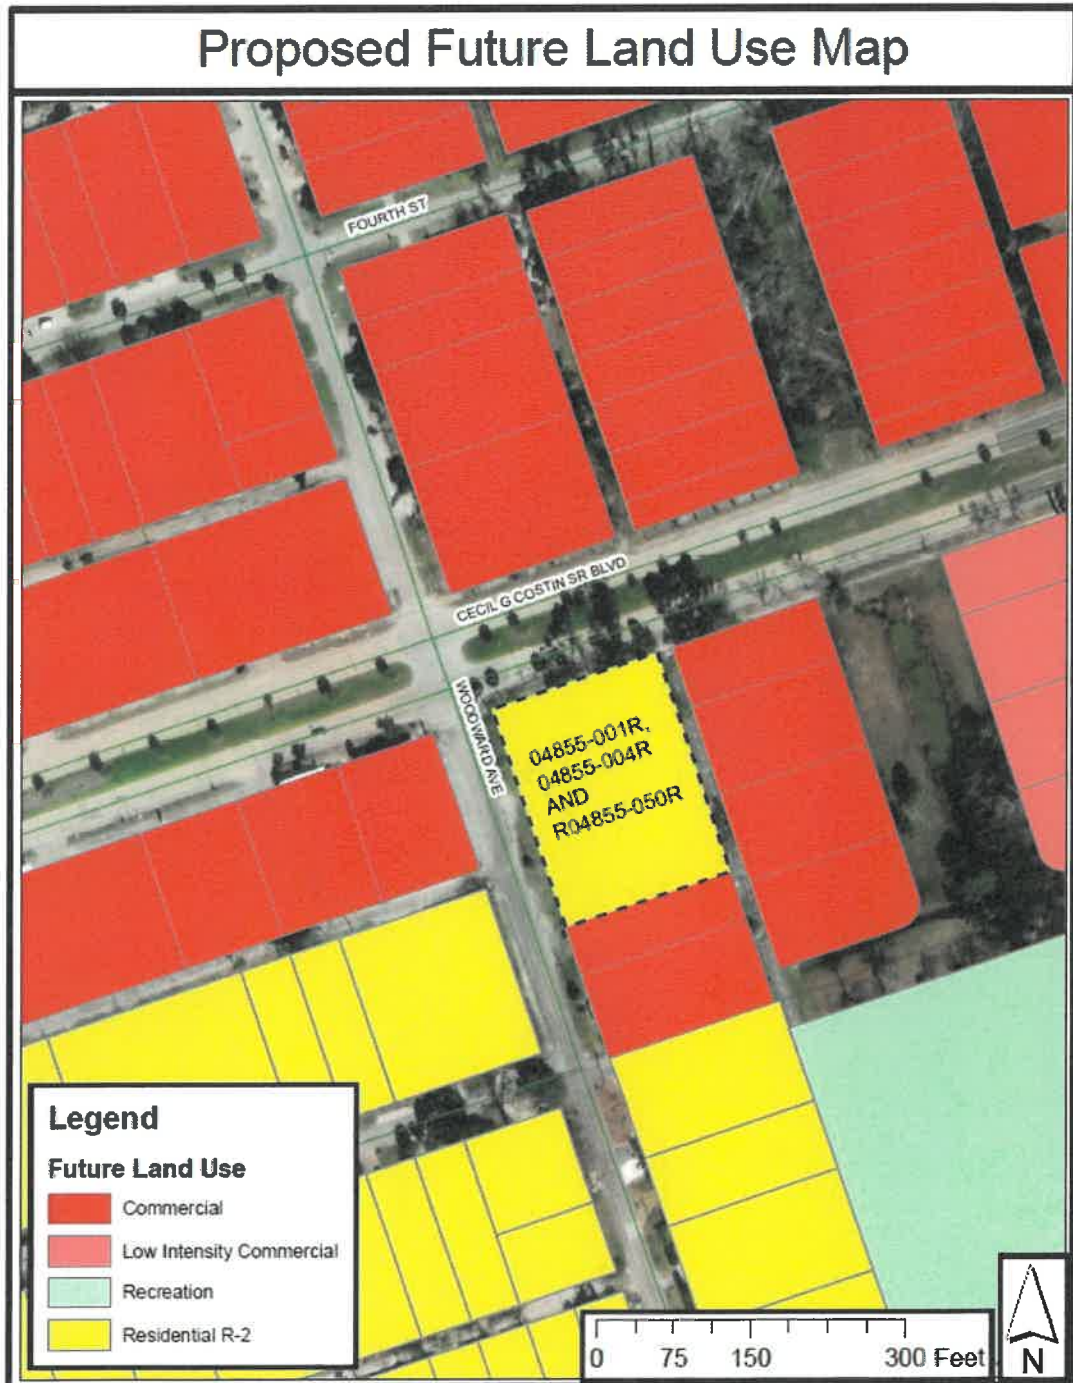 Proposed Future Land Use Map
FOURTH ST
CECIL G COSTIN SR BLVD
WOODWARD AVE
04855-001R,
04855-004R
AND
R04855-050R
Legend
Future Land Use
Commercial
Low Intensity Commercial
Recreation
Residential R-2
0 75 150 300 Feet
N